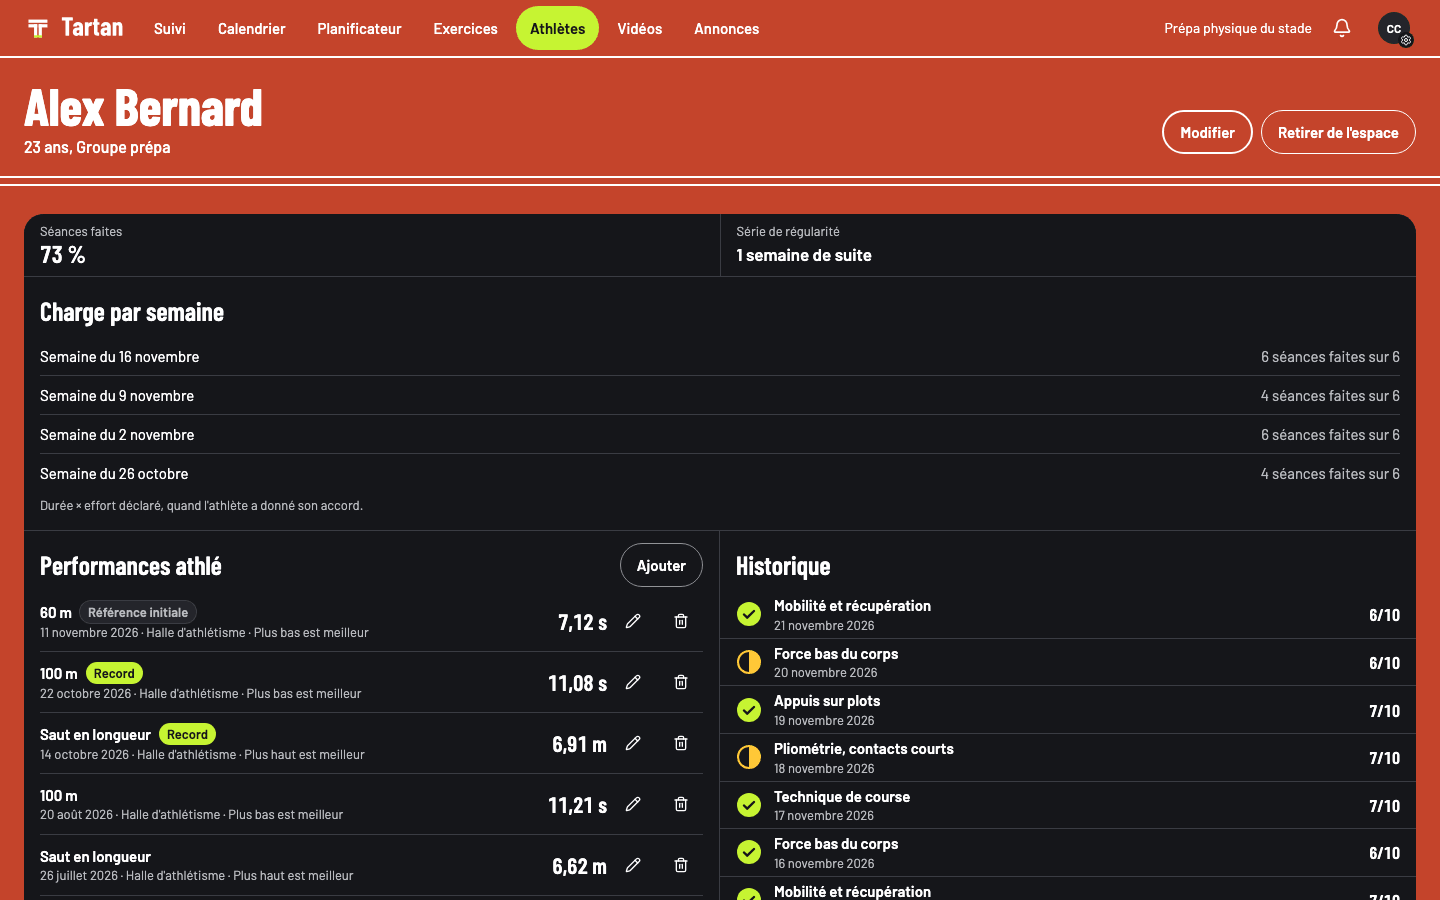 Tartan
Suivi
Calendrier
Planificateur
Exercices
Athlètes
Vidéos
Annonces
Prépa physique du stade
CC
Alex Bernard
23 ans, Groupe prépa
Modifier
Retirer de l'espace
Séances faites
73 %
Série de régularité
1 semaine de suite
Charge par semaine
Semaine du 16 novembre
6 séances faites sur 6
Semaine du 9 novembre
4 séances faites sur 6
Semaine du 2 novembre
6 séances faites sur 6
Semaine du 26 octobre
4 séances faites sur 6
Durée × effort déclaré, quand l'athlète a donné son accord.
Performances athlé
Ajouter
60 m Référence initiale
11 novembre 2026 · Halle d'athlétisme · Plus bas est meilleur
7,12 s
100 m Record
22 octobre 2026 · Halle d'athlétisme · Plus bas est meilleur
11,08 s
Saut en longueur Record
14 octobre 2026 · Halle d'athlétisme · Plus haut est meilleur
6,91 m
100 m
20 août 2026 · Halle d'athlétisme · Plus bas est meilleur
11,21 s
Saut en longueur
26 juillet 2026 · Halle d'athlétisme · Plus haut est meilleur
6,62 m
Historique
Mobilité et récupération
21 novembre 2026
6/10
Force bas du corps
20 novembre 2026
6/10
Appuis sur plots
19 novembre 2026
7/10
Pliométrie, contacts courts
18 novembre 2026
7/10
Technique de course
17 novembre 2026
7/10
Force bas du corps
16 novembre 2026
6/10
Mobilité et récupération
7/10